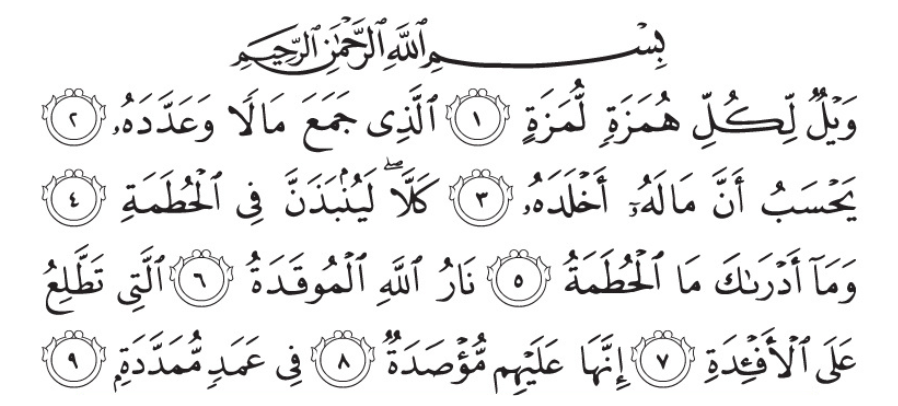 بِسْمِ ٱللَّهِ ٱلرَّحْمَٰنِ ٱلرَّحِيمِ
وَيْلٌ لِّكُلِّ هُمَزَةٍ لُّمَزَةٍ ١ ٱلَّذِى جَمَعَ مَالًا وَعَدَّدَهُۥ ٢
يَحْسَبُ أَنَّ مَالَهُۥٓ أَخْلَدَهُۥ ٣ كَلَّا ۖ لَيُنۢبَذَنَّ فِى ٱلْحُطَمَةِ ٤
وَمَآ أَدْرَىٰكَ مَا ٱلْحُطَمَةُ ٥ نَارُ ٱللَّهِ ٱلْمُوقَدَةُ ٦ ٱلَّتِى تَطَّلِعُ
عَلَى ٱلْأَفْـِٔدَةِ ٧ إِنَّهَا عَلَيْهِم مُّؤْصَدَةٌ ٨ فِى عَمَدٍ مُّمَدَّدَةٍۭ ٩